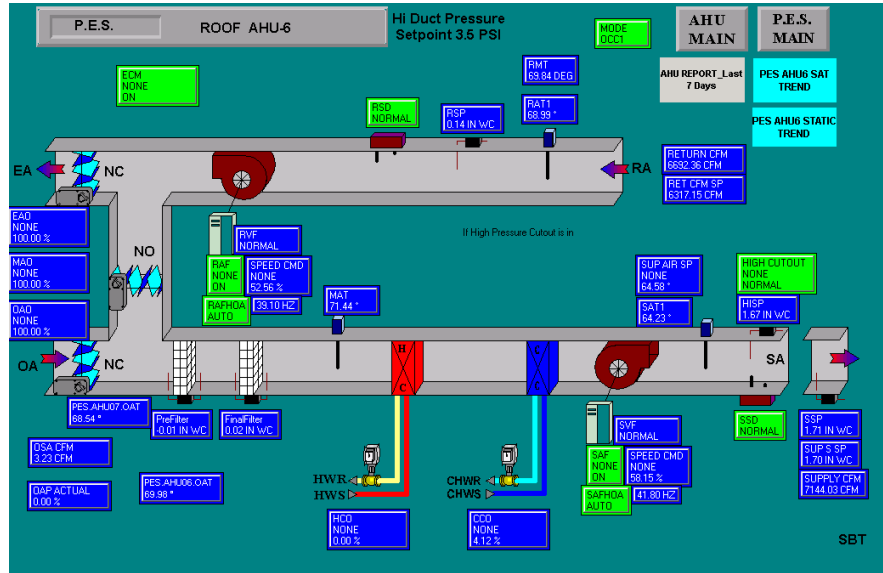 P.E.S.
ROOF AHU-6
Hi Duct Pressure
Setpoint 3.5 PSI
MODE
OCC1
AHU
MAIN
P.E.S.
MAIN
ECM
NONE
ON
RMT
69.84 DEG
AHU REPORT_Last
7 Days
PES AHU6 SAT
TREND
RSD
NORMAL
RSP
0.14 IN WC
RAT1
68.99 °
PES AHU6 STATIC
TREND
EA
NC
RA
RETURN CFM
6692.36 CFM
RET CFM SP
6317.15 CFM
EAO
NONE
100.00 %
MAO
NONE
100.00 %
OAO
NONE
100.00 %
NO
RVF
NORMAL
If High Pressure Cutout is in
RAF
NONE
ON
SPEED CMD
NONE
52.56 %
RAFHOA
AUTO
39.10 HZ
MAT
71.44 °
SUP AIR SP
64.58 °
SAT1
64.23 °
HIGH CUTOUT
NONE
NORMAL
HISP
1.67 IN WC
OA
NC
H
C
C
C
SA
PES.AHU07.OAT
68.54 °
PreFilter
-0.01 IN WC
FinalFilter
0.02 IN WC
SVF
NORMAL
SSD
NORMAL
SSP
1.71 IN WC
OSA CFM
3.23 CFM
SAF
NONE
ON
SPEED CMD
NONE
58.15 %
SUP S SP
1.70 IN WC
OAP ACTUAL
0.00 %
PES.AHU06.OAT
69.98 °
HWR
HWS
CHWR
CHWS
SAFHOA
AUTO
41.80 HZ
SUPPLY CFM
7144.03 CFM
HCO
NONE
0.00 %
CCO
NONE
4.12 %
SBT